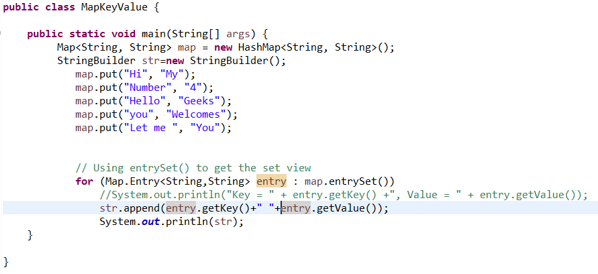 public class MapKeyValue {
public static void main(String[] args) {
Map<String, String> map = new HashMap<String, String>();
StringBuilder str=new StringBuilder();
map.put("Hi", "My");
map.put("Number", "4");
map.put("Hello", "Geeks");
map.put("you", "Welcomes");
map.put("Let me ", "You");
// Using entrySet() to get the set view
for (Map.Entry<String,String> entry : map.entrySet())
//System.out.println("Key = " + entry.getKey() +", Value = " + entry.getValue());
str.append(entry.getKey()+" "+entry.getValue());
System.out.println(str);
}
}